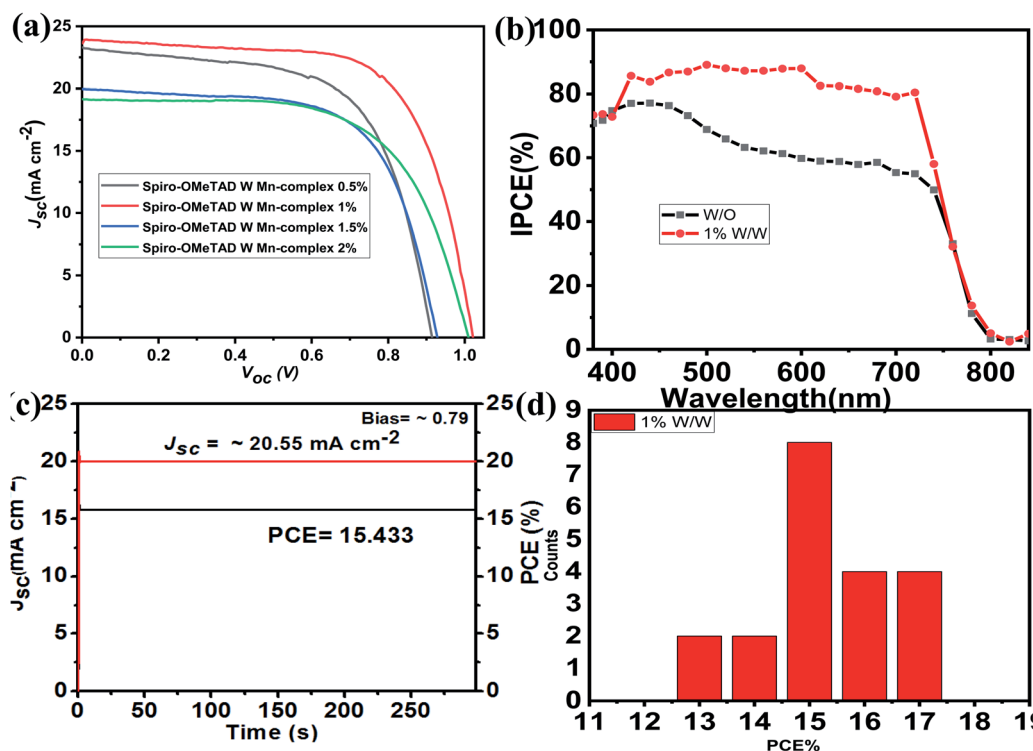 (a)
25
20
15
10
5
0
J_SC(mA cm⁻²)
Spiro-OMeTAD W Mn-complex 0.5%
Spiro-OMeTAD W Mn-complex 1%
Spiro-OMeTAD W Mn-complex 1.5%
Spiro-OMeTAD W Mn-complex 2%
0.0 0.2 0.4 0.6 0.8 1.0
V_OC (V)
(b)
100
80
60
40
20
0
IPCE(%)
W/O
1% W/W
400 500 600 700 800
Wavelength(nm)
(c)
25
20
15
10
5
0
J_SC(mA cm⁻²)
Bias= ~ 0.79
J_SC = ~ 20.55 mA cm⁻²
PCE= 15.433
25
20
15
10
5
0
PCE (%)
0 50 100 150 200 250
Time (s)
(d)
9
8
7
6
5
4
3
2
1
0
Counts
1% W/W
11 12 13 14 15 16 17 18 19
PCE%